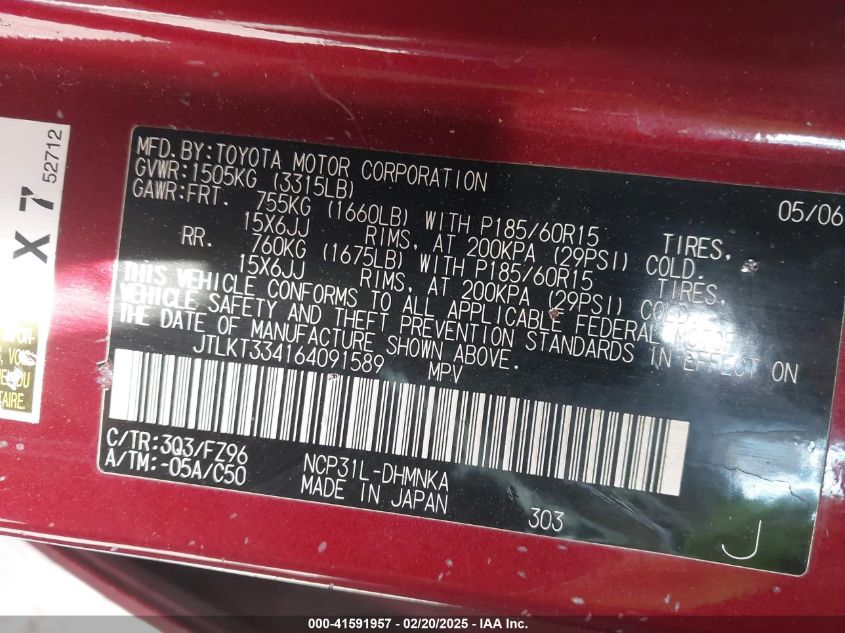 X 7
52712
MFD.BY:TOYOTA MOTOR CORPORATION 05/06
GVWR:1505KG (3315LB)
GAWR:FRT. 755KG (1660LB) WITH P185/60R15 TIRES,
15X6JJ RIMS, AT 200KPA (29PSI) COLD.
RR. 760KG (1675LB) WITH P185/60R15 TIRES,
15X6JJ RIMS, AT 200KPA (29PSI) COLD.
THIS VEHICLE CONFORMS TO ALL APPLICABLE FEDERAL MOTOR
VEHICLE SAFETY AND THEFT PREVENTION STANDARDS IN EFFECT ON
THE DATE OF MANUFACTURE SHOWN ABOVE.
JTLKT334164091589 MPV
C/TR:3Q3/FZ96 NCP31L-DHMNKA
A/TM:-05A/C50 MADE IN JAPAN 303
J
000-41591957 - 02/20/2025 - IAA Inc.